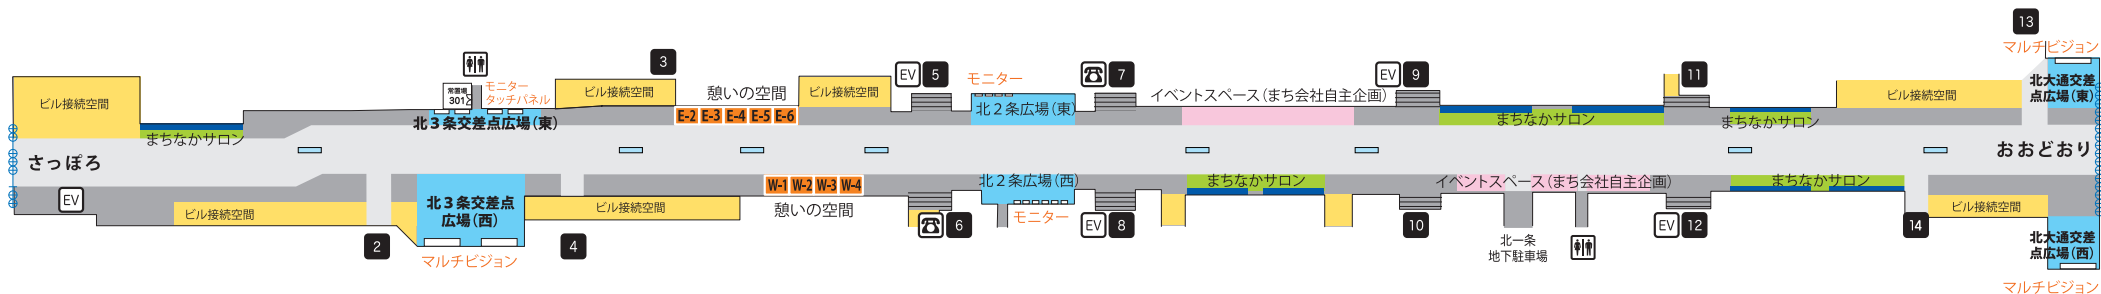 13
マルチビジョン
3
EV
5
モニター
7
EV
9
11
北大通交差
点広場(東)
ビル接続空間
常設場
301
モニター
タッチパネル
ビル接続空間
憩いの空間
ビル接続空間
北2条広場(東)
イベントスペース(まち会社自主企画)
ビル接続空間
E-2
E-3
E-4
E-5
E-6
北3条交差点広場(東)
まちなかサロン
まちなかサロン
まちなかサロン
さっぽろ
おおどおり
EV
ビル接続空間
北3条交差点
広場(西)
ビル接続空間
W-1
W-2
W-3
W-4
憩いの空間
北2条広場(西)
まちなかサロン
イベントスペース(まち会社自主企画)
まちなかサロン
ビル接続空間
モニター
2
マルチビジョン
4
6
EV
8
10
北一条
地下駐車場
EV
12
14
北大通交差
点広場(西)
マルチビジョン